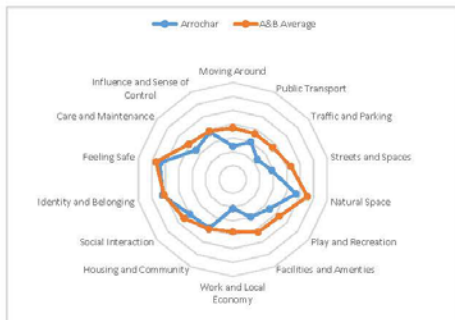 Arrochar
A&B Average
Moving Around
Public Transport
Traffic and Parking
Streets and Spaces
Natural Space
Play and Recreation
Facilities and Amenties
Work and Local
Economy
Housing and Community
Social Interaction
Identity and Belonging
Feeling Safe
Care and Maintenance
Influence and Sense of
Control